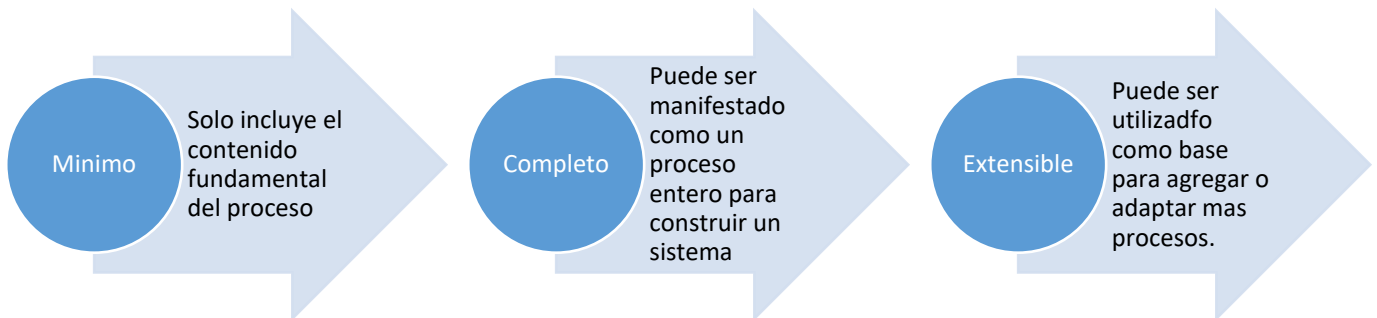 Minimo
Solo incluye el
contenido
fundamental
del proceso
Completo
Puede ser
manifestado
como un
proceso
entero para
construir un
sistema
Extensible
Puede ser
utilizadfo
como base
para agregar o
adaptar mas
procesos.